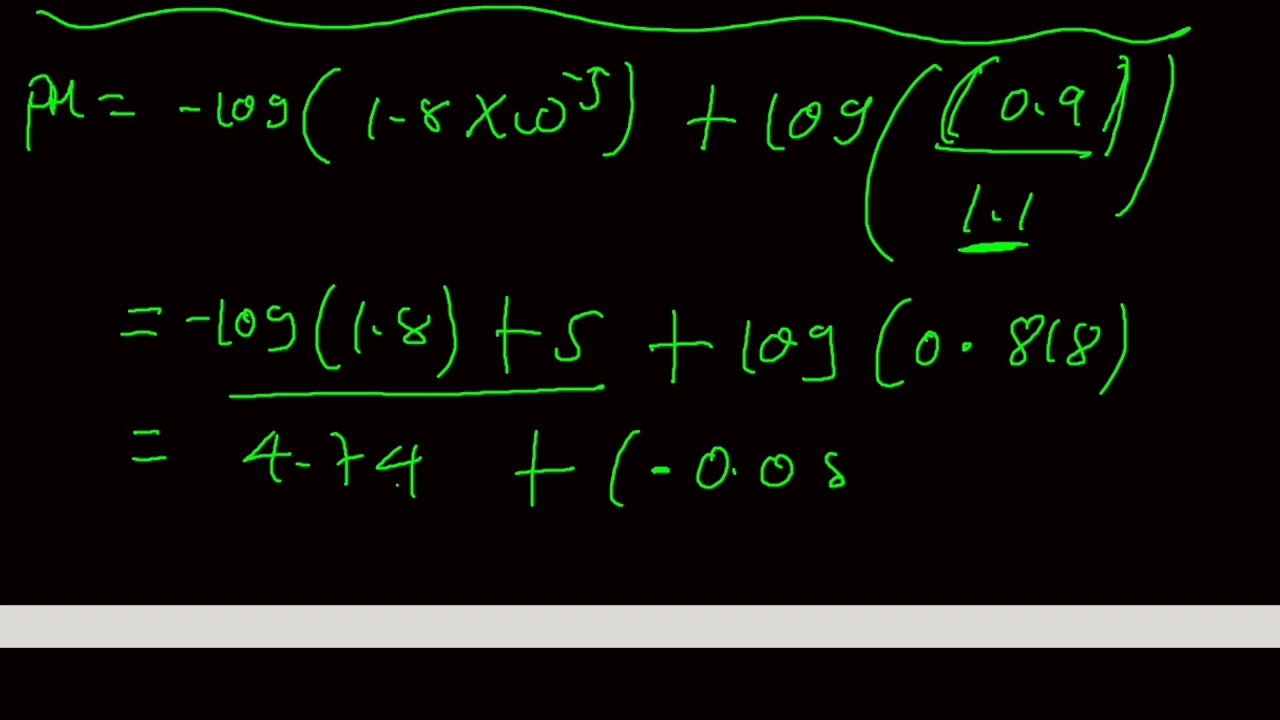 pH = -log(1.8 X 10^-5) + log([0.9]/1.1)
= -log(1.8) + 5 + log(0.818)
= 4.74 + (-0.08